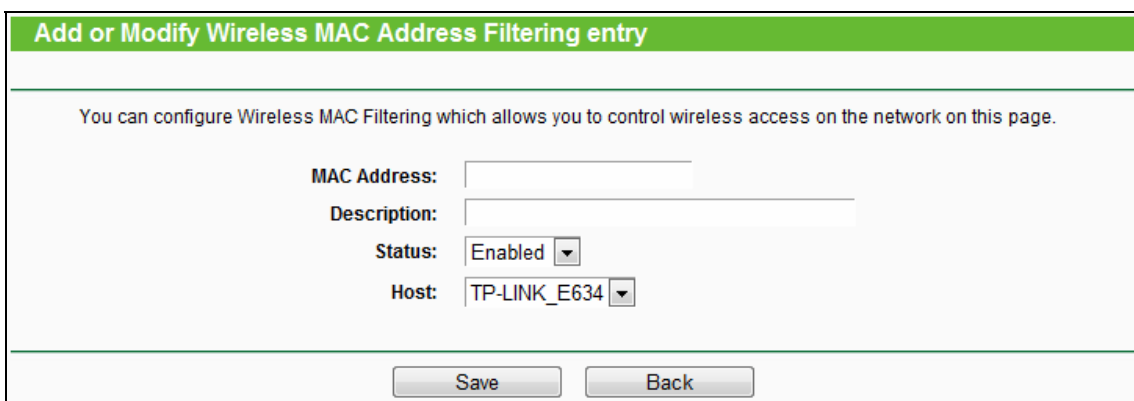 Add or Modify Wireless MAC Address Filtering entry
You can configure Wireless MAC Filtering which allows you to control wireless access on the network on this page.
MAC Address:
Description:
Status: Enabled
Host: TP-LINK_E634
Save Back